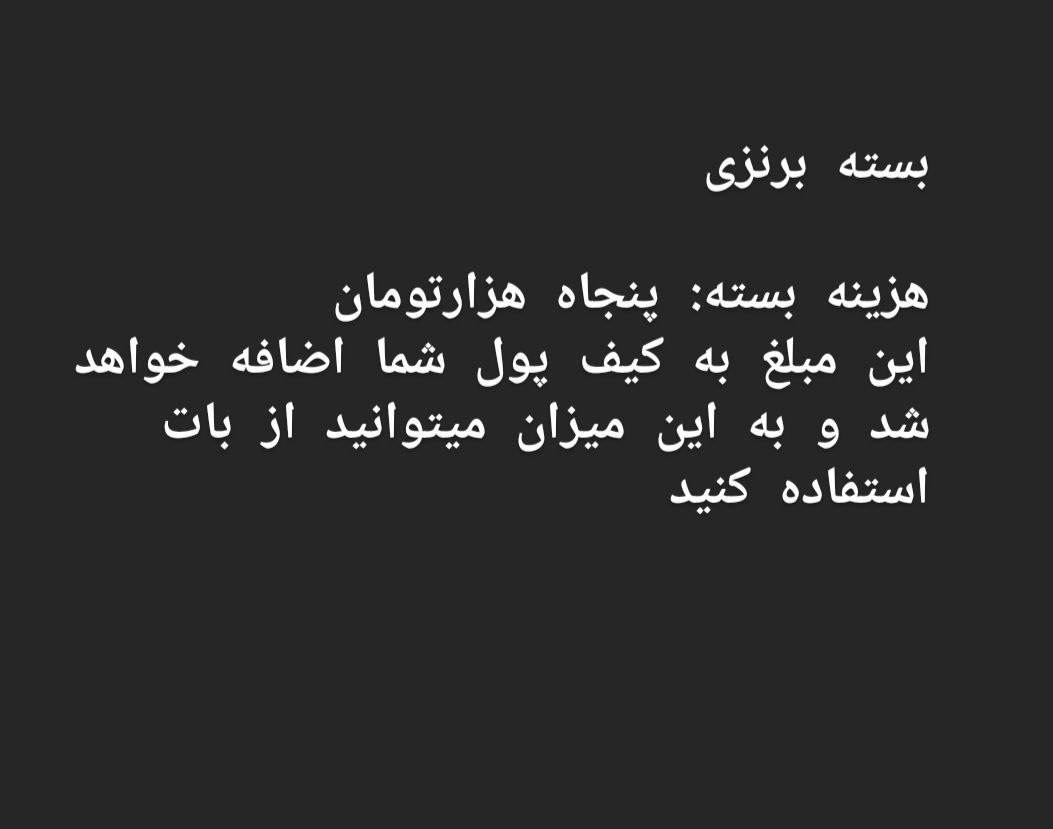 بسته برنزی
هزینه بسته: پنجاه هزارتومان
این مبلغ به کیف پول شما اضافه خواهد
شد و به این میزان میتوانید از بات
استفاده کنید